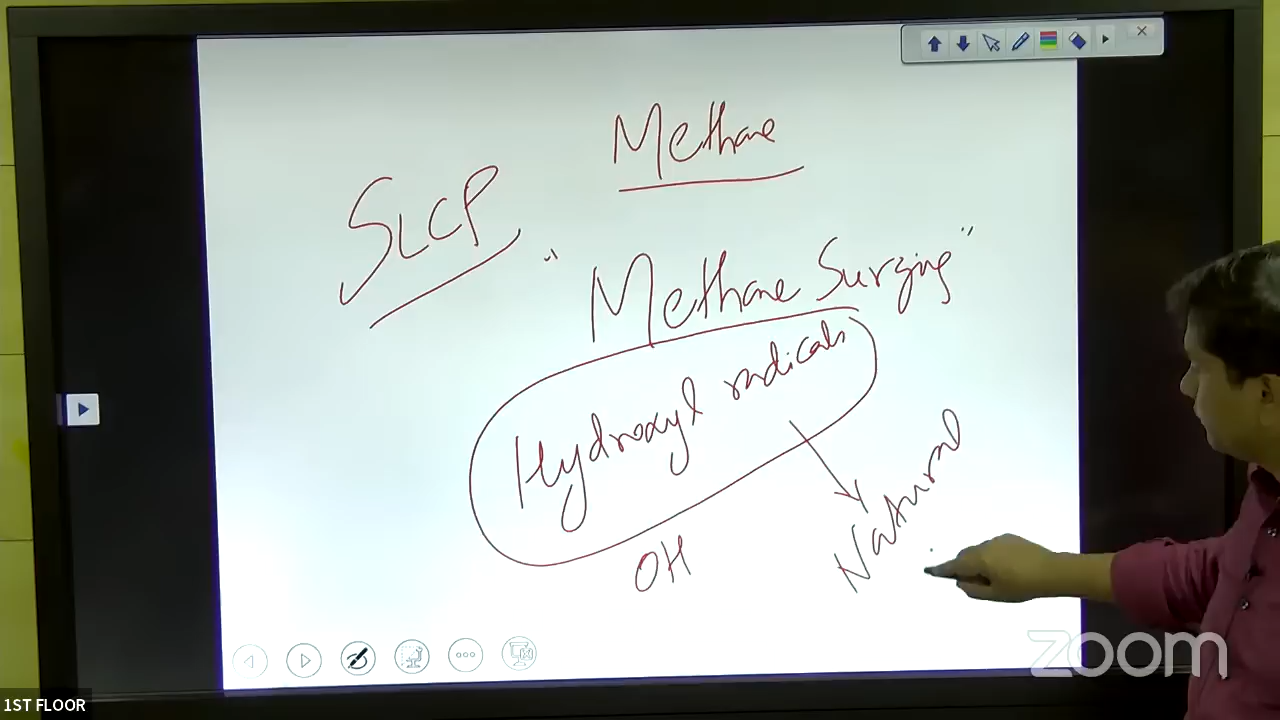 Methane
SLCP
"Methane Surging"
Hydroxyl radicals
OH
Natural
zoom
1ST FLOOR